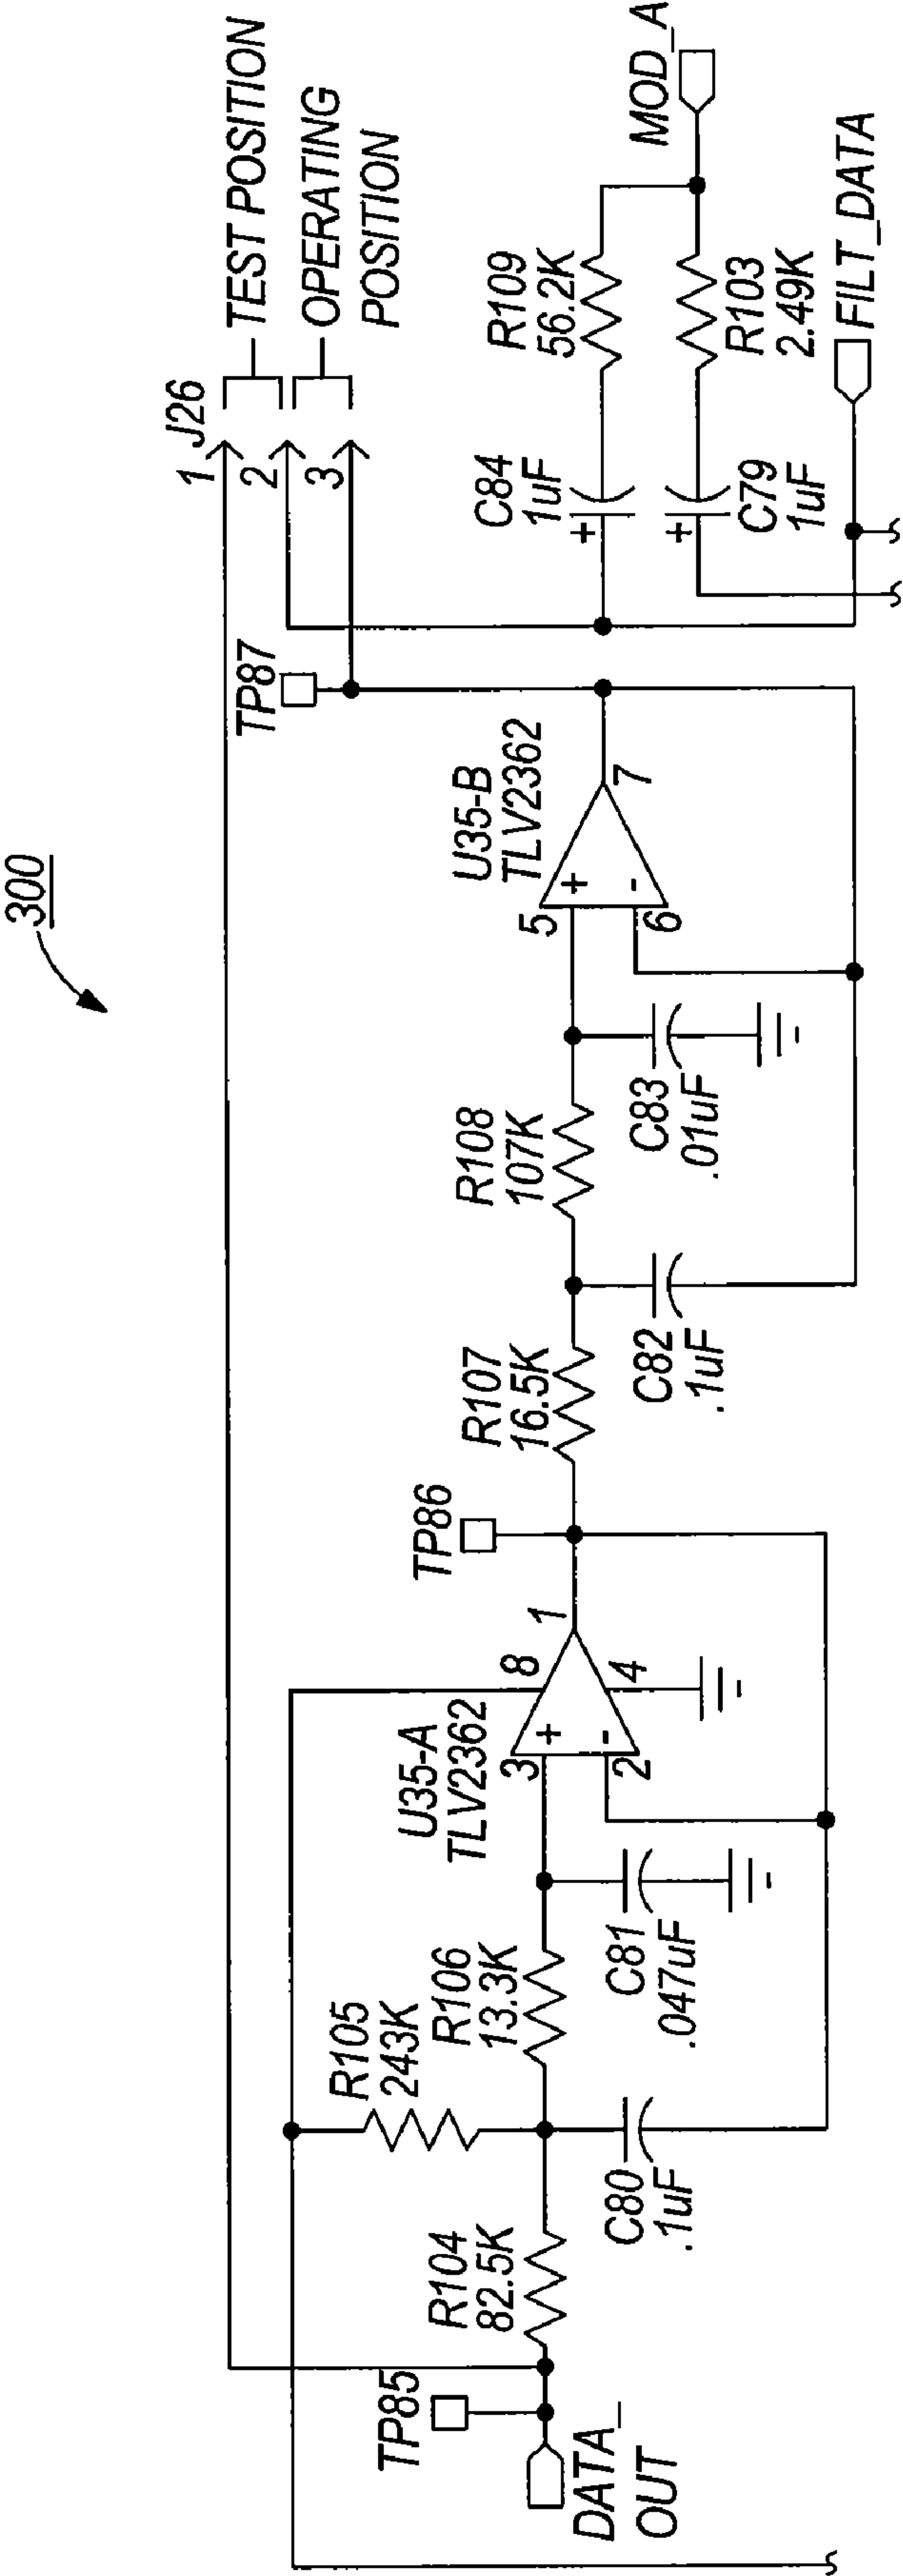 300
TP85
DATA_
OUT
R104
82.5K
R105
243K
R106
13.3K
C80
.1uF
C81
.047uF
U35-A
TLV2362
3
+
2
-
8
4
1
TP86
R107
16.5K
C82
.1uF
R108
107K
C83
.01uF
U35-B
TLV2362
5
+
6
-
7
TP87
J26
1
2
3
TEST POSITION
OPERATING
POSITION
C84
1uF
+
R109
56.2K
C79
1uF
+
R103
2.49K
MOD_A
FILT_DATA